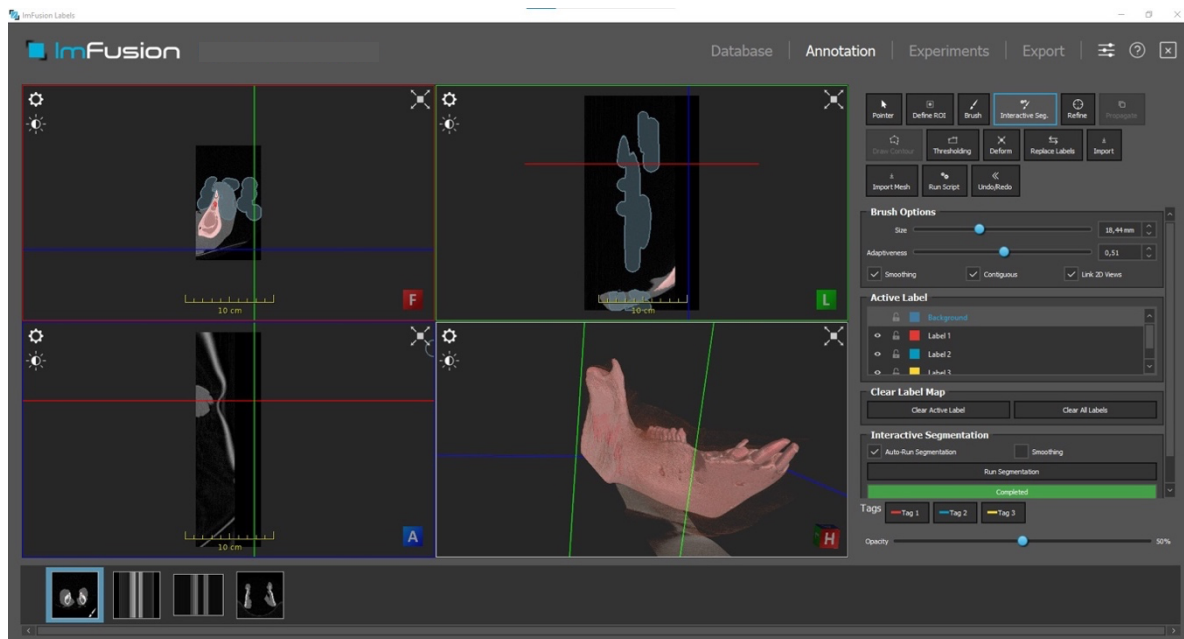 ImFusion Labels
ImFusion
Database Annotation Experiments Export
Pointer Define ROI Brush Interactive Seg. Refine Propagate
Draw Contour Thresholding Deform Replace Labels Import
Import Mesh Run Script Undo/Redo
Brush Options
Size 18,44 mm
Adaptiveness 0,51
Smoothing Contiguous Link 2D Views
Active Label
Background
Label 1
Label 2
Label 3
Clear Label Map
Clear Active Label Clear All Labels
Interactive Segmentation
Auto-Run Segmentation Smoothing
Run Segmentation
Completed
Tags Tag 1 Tag 2 Tag 3
Opacity 50%
10 cm
F
10 cm
L
10 cm
A
H